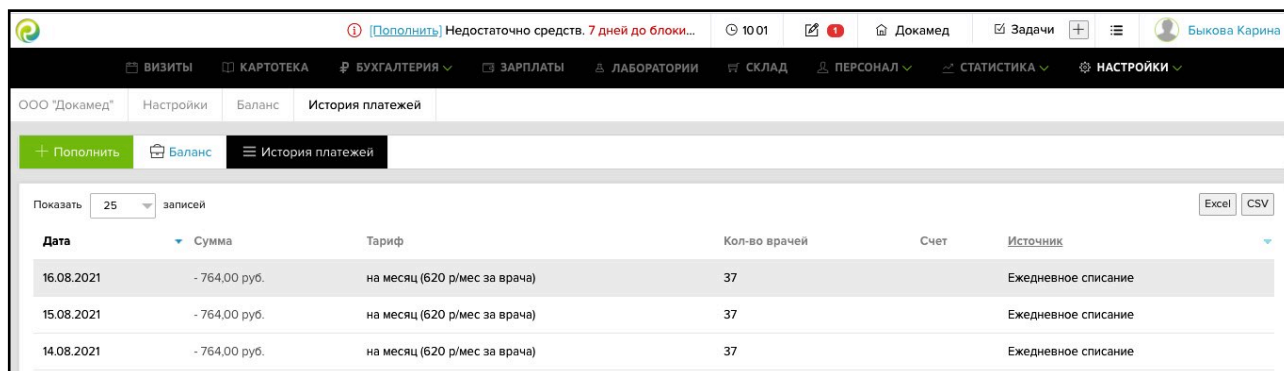 [Пополнить] Недостаточно средств. 7 дней до блоки... 10 01 1 Докамед Задачи + Быкова Карина
ВИЗИТЫ КАРТОТЕКА БУХГАЛТЕРИЯ ЗАРПЛАТЫ ЛАБОРАТОРИИ СКЛАД ПЕРСОНАЛ СТАТИСТИКА НАСТРОЙКИ
ООО "Докамед" Настройки Баланс История платежей
+ Пополнить Баланс История платежей
Показать 25 записей Excel CSV
Дата Сумма Тариф Кол-во врачей Счет Источник
16.08.2021 - 764,00 руб. на месяц (620 р/мес за врача) 37 Ежедневное списание
15.08.2021 - 764,00 руб. на месяц (620 р/мес за врача) 37 Ежедневное списание
14.08.2021 - 764,00 руб. на месяц (620 р/мес за врача) 37 Ежедневное списание